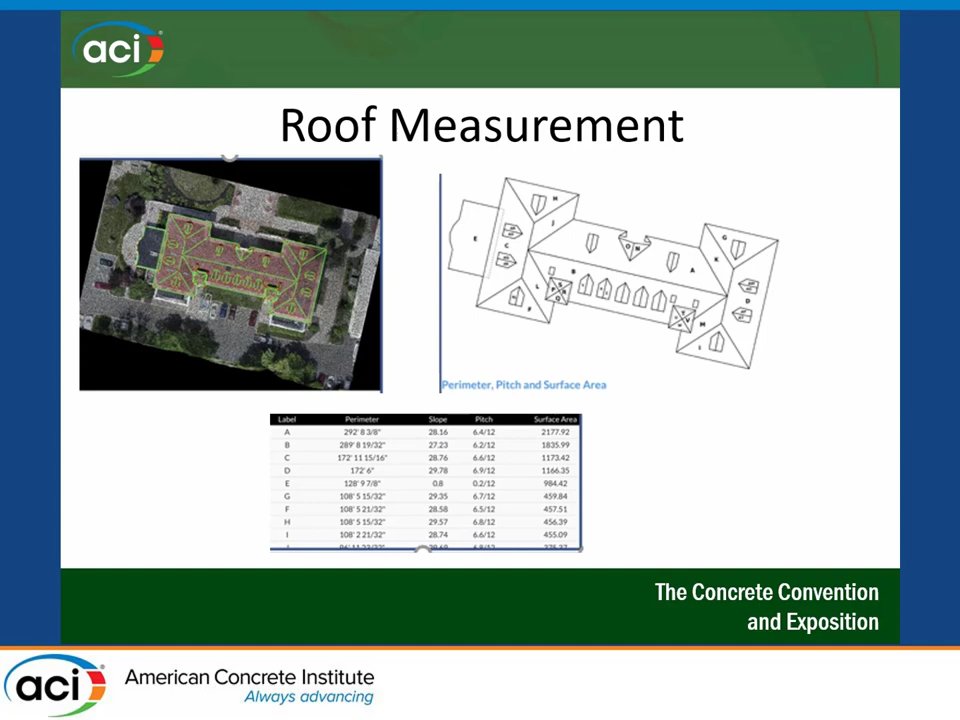 aci
Roof Measurement
H
J
G
E
C
O N
K
A
B
D
L
F
M
I
Perimeter, Pitch and Surface Area
Label Perimeter Slope Pitch Surface Area
A 292' 8 3/8" 28.16 6.4/12 2177.92
B 289' 8 19/32" 27.23 6.2/12 1835.99
C 172' 11 15/16" 28.76 6.6/12 1173.42
D 172' 6" 29.78 6.9/12 1166.35
E 128' 9 7/8" 0.8 0.2/12 984.42
G 108' 5 15/32" 29.35 6.7/12 459.84
F 108' 5 21/32" 28.58 6.5/12 457.51
H 108' 5 15/32" 29.57 6.8/12 456.39
I 108' 2 21/32" 28.74 6.6/12 455.09
The Concrete Convention
and Exposition
aci
American Concrete Institute
Always advancing